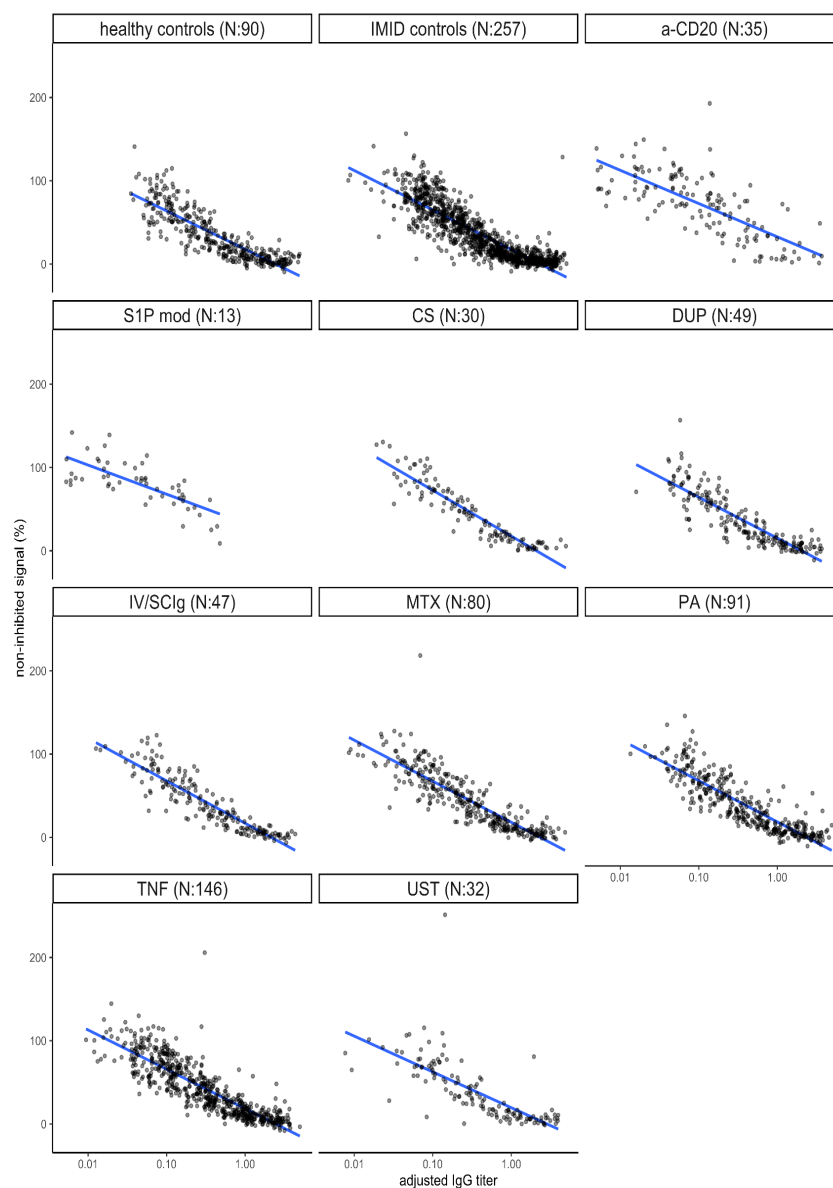 healthy controls (N:90) IMID controls (N:257) a-CD20 (N:35)
200
100
0
S1P mod (N:13) CS (N:30) DUP (N:49)
200
100
0
non-inhibited signal (%)
IV/SCIg (N:47) MTX (N:80) PA (N:91)
200
100
0
0.01 0.10 1.00
TNF (N:146) UST (N:32)
200
100
0
0.01 0.10 1.00 0.01 0.10 1.00
adjusted IgG titer